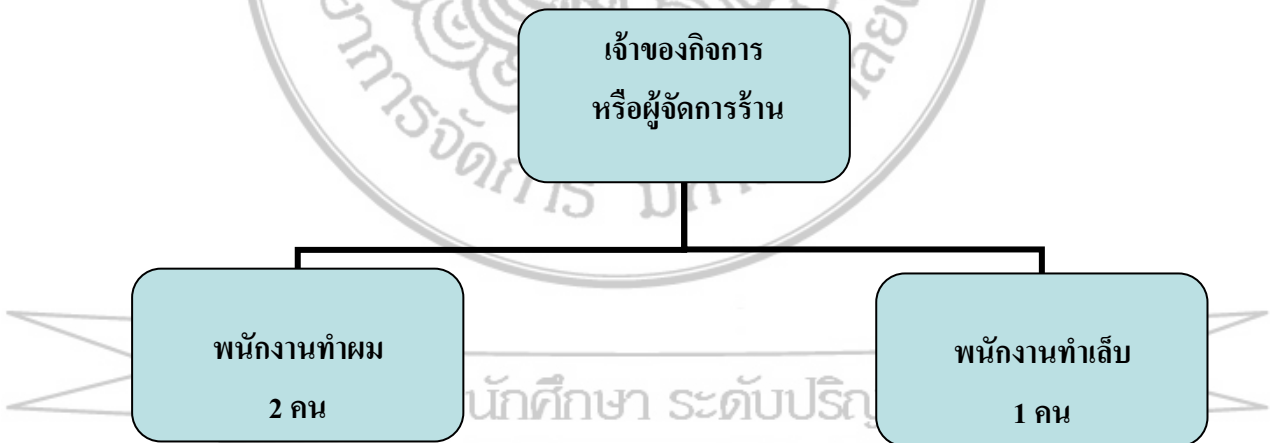 เจ้าของกิจการ
หรือผู้จัดการร้าน
พนักงานทำผม
2 คน
พนักงานทำเล็บ
1 คน
นักศึกษา ระดับปริญ